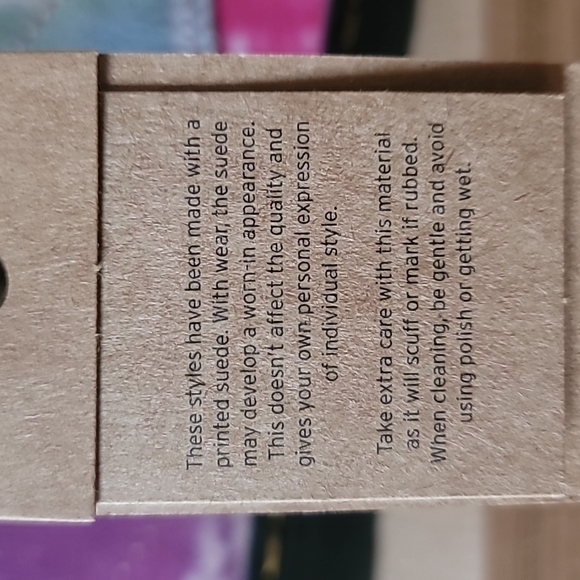 These styles have been made with a
printed suede. With wear, the suede
may develop a worn-in appearance.
This doesn't affect the quality and
gives your own personal expression
of individual style.
Take extra care with this material
as it will scuff or mark if rubbed.
When cleaning, be gentle and avoid
using polish or getting wet.